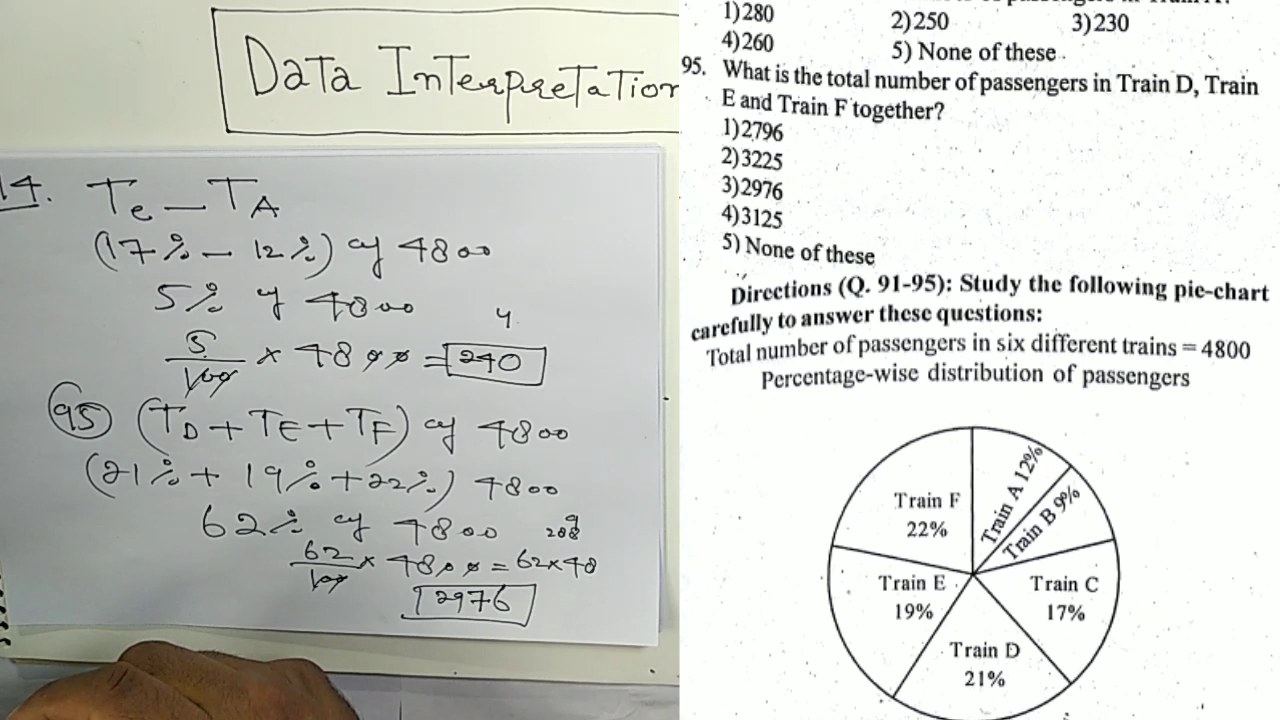 Data Interpretation
14. Te – TA
(17% – 12%) of 4800
5% of 4800
4
5/100 × 4800 = 240
95 (TD + TE + TF) of 4800
(21% + 19% + 22%) 4800
62% of 4800
62/100 × 4800 = 62×48
2976
1)280 2)250 3)230
4)260 5) None of these
95. What is the total number of passengers in Train D, Train
E and Train F together?
1)2796
2)3225
3)2976
4)3125
5) None of these
Directions (Q. 91-95): Study the following pie-chart
carefully to answer these questions:
Total number of passengers in six different trains = 4800
Percentage-wise distribution of passengers
Train A 12%
Train B 9%
Train C
17%
Train D
21%
Train E
19%
Train F
22%